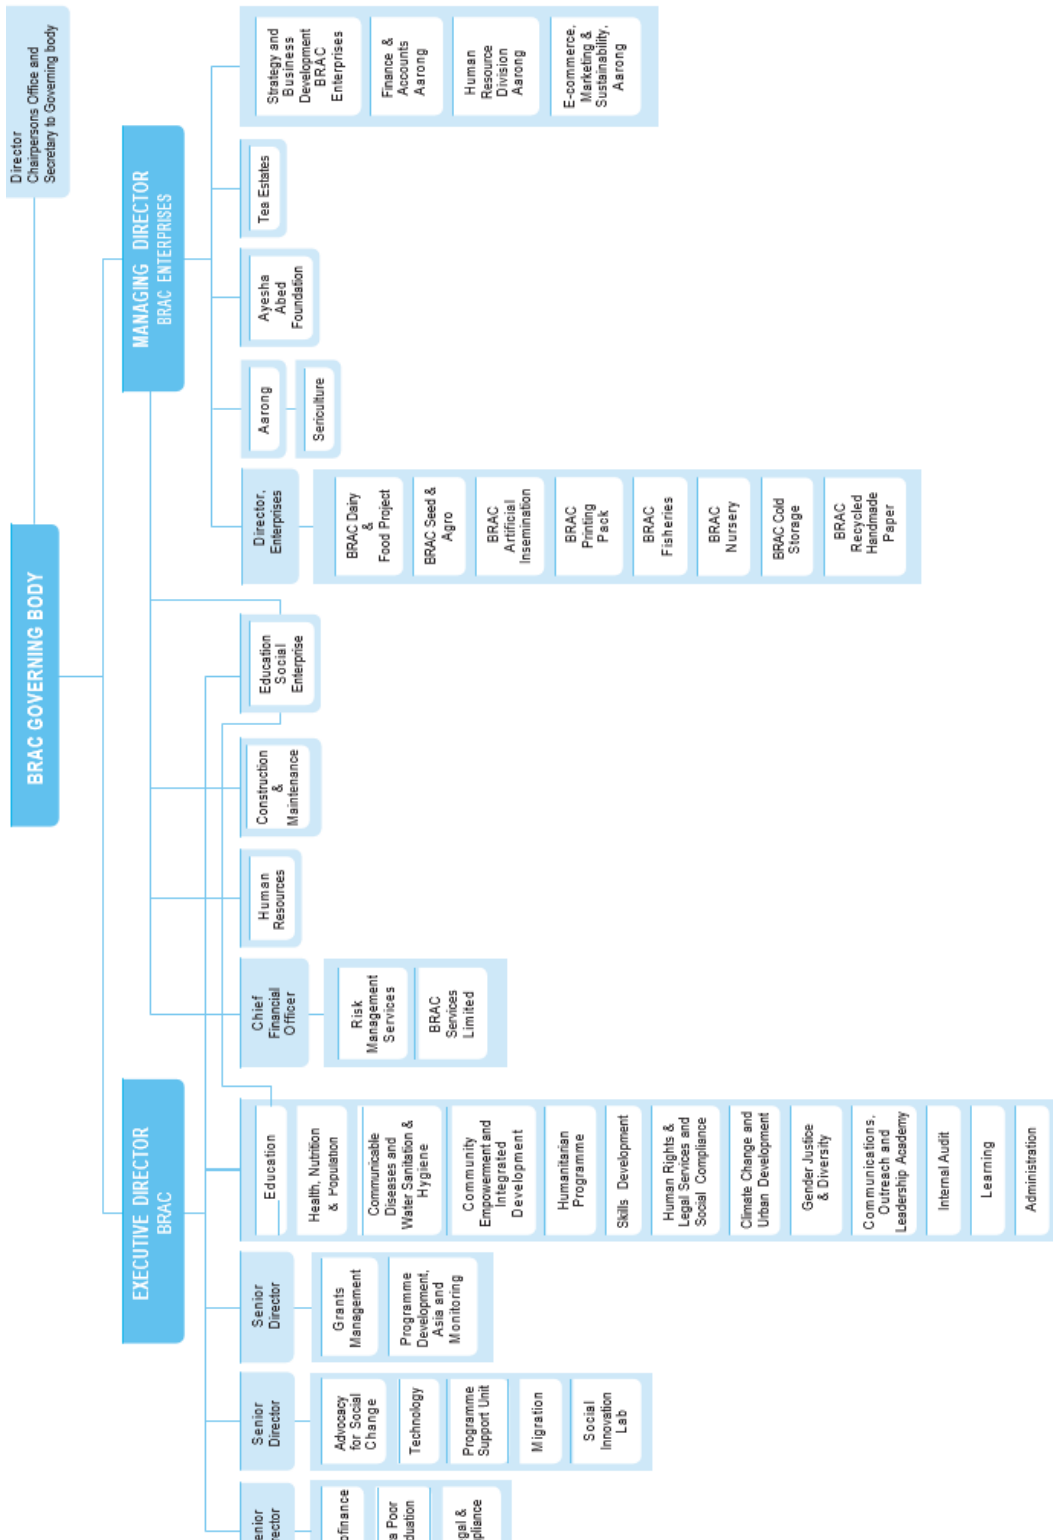 Director
Chairpersons Office and
Secretary to Governing body
BRAC GOVERNING BODY
EXECUTIVE DIRECTOR
BRAC
MANAGING DIRECTOR
BRAC ENTERPRISES
Senior
Director
Advocacy
for Social
Change
Technology
Programme
Support Unit
Migration
Social
Innovation
Lab
Senior
Director
Grants
Management
Programme
Development,
Asia and
Monitoring
Education
Health, Nutrition
& Population
Communicable
Diseases and
Water Sanitation &
Hygiene
Community
Empowerment and
Integrated
Development
Humanitarian
Programme
Skills Development
Human Rights &
Legal Services and
Social Compliance
Climate Change and
Urban Development
Gender Justice
& Diversity
Communications,
Outreach and
Leadership Academy
Internal Audit
Learning
Administration
Chief
Financial
Officer
Risk
Management
Services
BRAC
Services
Limited
Human
Resources
Construction
&
Maintenance
Education
Social
Enterprise
Director,
Enterprises
BRAC Dairy
&
Food Project
BRAC Seed &
Agro
BRAC
Artificial
Insemination
BRAC
Printing
Pack
BRAC
Fisheries
BRAC
Nursery
BRAC Cold
Storage
BRAC
Recycled
Handmade
Paper
Aarong
Sericulture
Ayesha
Abed
Foundation
Tea Estates
Strategy and
Business
Development
BRAC
Enterprises
Finance &
Accounts
Aarong
Human
Resource
Division
Aarong
E-commerce,
Marketing &
Sustainability,
Aarong